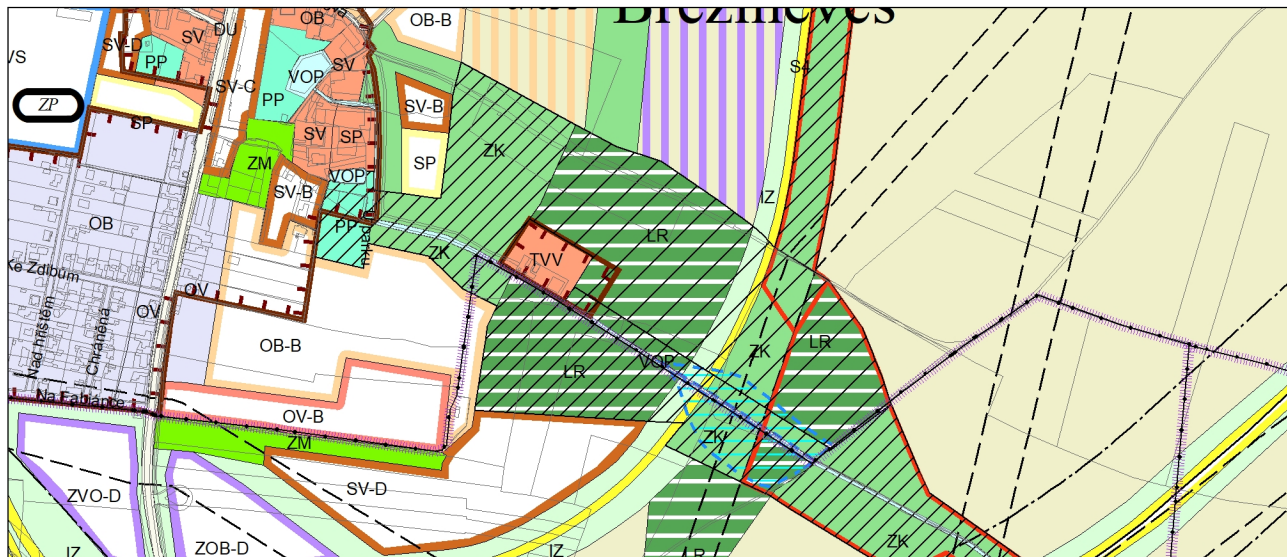 Březiněves
OB
OB-B
SV-D
SV
DU
SV
S4
VS
PP
VOP
SV-C
PP
SV-B
ZP
SP
SV
SP
ZK
SP
ZM
VOP
SV-B
IZ
OB
PP
LR
ZK
TVV
Ke Zdibům
OV
OV
Nad hřištěm
Chráněná
OB-B
ZK
LR
VOP
LR
Na Fabiánce
OV-B
ZM
ZK
SV-D
ZVO-D
ZOB-D
IZ
IZ
ZK